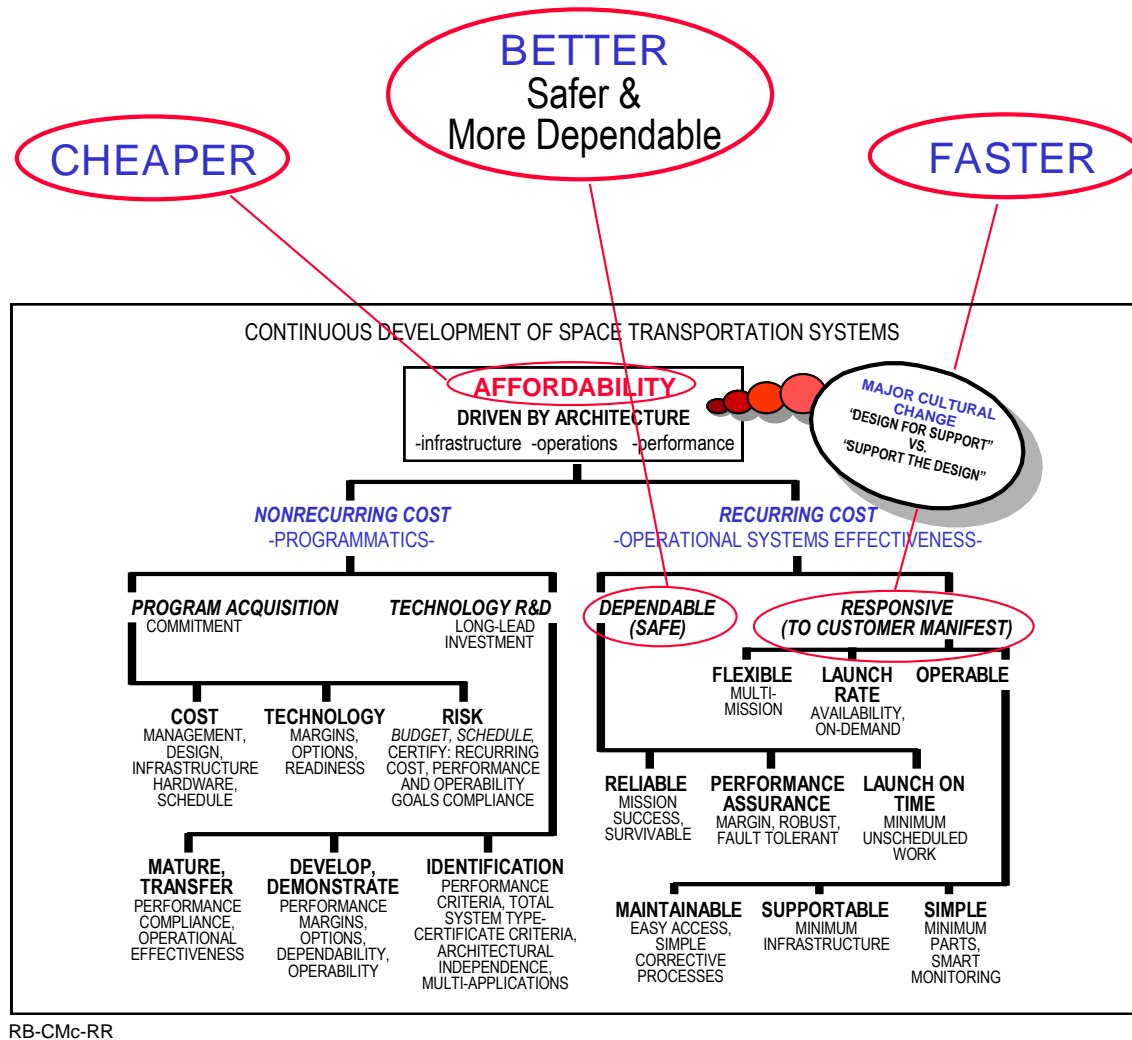 BETTER
Safer &
More Dependable
CHEAPER
FASTER
CONTINUOUS DEVELOPMENT OF SPACE TRANSPORTATION SYSTEMS
AFFORDABILITY
DRIVEN BY ARCHITECTURE
-infrastructure -operations -performance
MAJOR CULTURAL
CHANGE
"DESIGN FOR SUPPORT"
VS.
"SUPPORT THE DESIGN"
NONRECURRING COST
-PROGRAMMATICS-
RECURRING COST
-OPERATIONAL SYSTEMS EFFECTIVENESS-
PROGRAM ACQUISITION
COMMITMENT
TECHNOLOGY R&D
LONG-LEAD
INVESTMENT
DEPENDABLE
(SAFE)
RESPONSIVE
(TO CUSTOMER MANIFEST)
FLEXIBLE
MULTI-
MISSION
LAUNCH
RATE
AVAILABILITY,
ON-DEMAND
OPERABLE
COST
MANAGEMENT,
DESIGN,
INFRASTRUCTURE
HARDWARE,
SCHEDULE
TECHNOLOGY
MARGINS,
OPTIONS,
READINESS
RISK
BUDGET, SCHEDULE,
CERTIFY: RECURRING
COST, PERFORMANCE
AND OPERABILITY
GOALS COMPLIANCE
RELIABLE
MISSION
SUCCESS,
SURVIVABLE
PERFORMANCE
ASSURANCE
MARGIN, ROBUST,
FAULT TOLERANT
LAUNCH ON
TIME
MINIMUM
UNSCHEDULED
WORK
MATURE,
TRANSFER
PERFORMANCE
COMPLIANCE,
OPERATIONAL
EFFECTIVENESS
DEVELOP,
DEMONSTRATE
PERFORMANCE
MARGINS,
OPTIONS,
DEPENDABILITY,
OPERABILITY
IDENTIFICATION
PERFORMANCE
CRITERIA, TOTAL
SYSTEM TYPE-
CERTIFICATE CRITERIA,
ARCHITECTURAL
INDEPENDENCE,
MULTI-APPLICATIONS
MAINTAINABLE
EASY ACCESS,
SIMPLE
CORRECTIVE
PROCESSES
SUPPORTABLE
MINIMUM
INFRASTRUCTURE
SIMPLE
MINIMUM
PARTS,
SMART
MONITORING
RB-CMc-RR